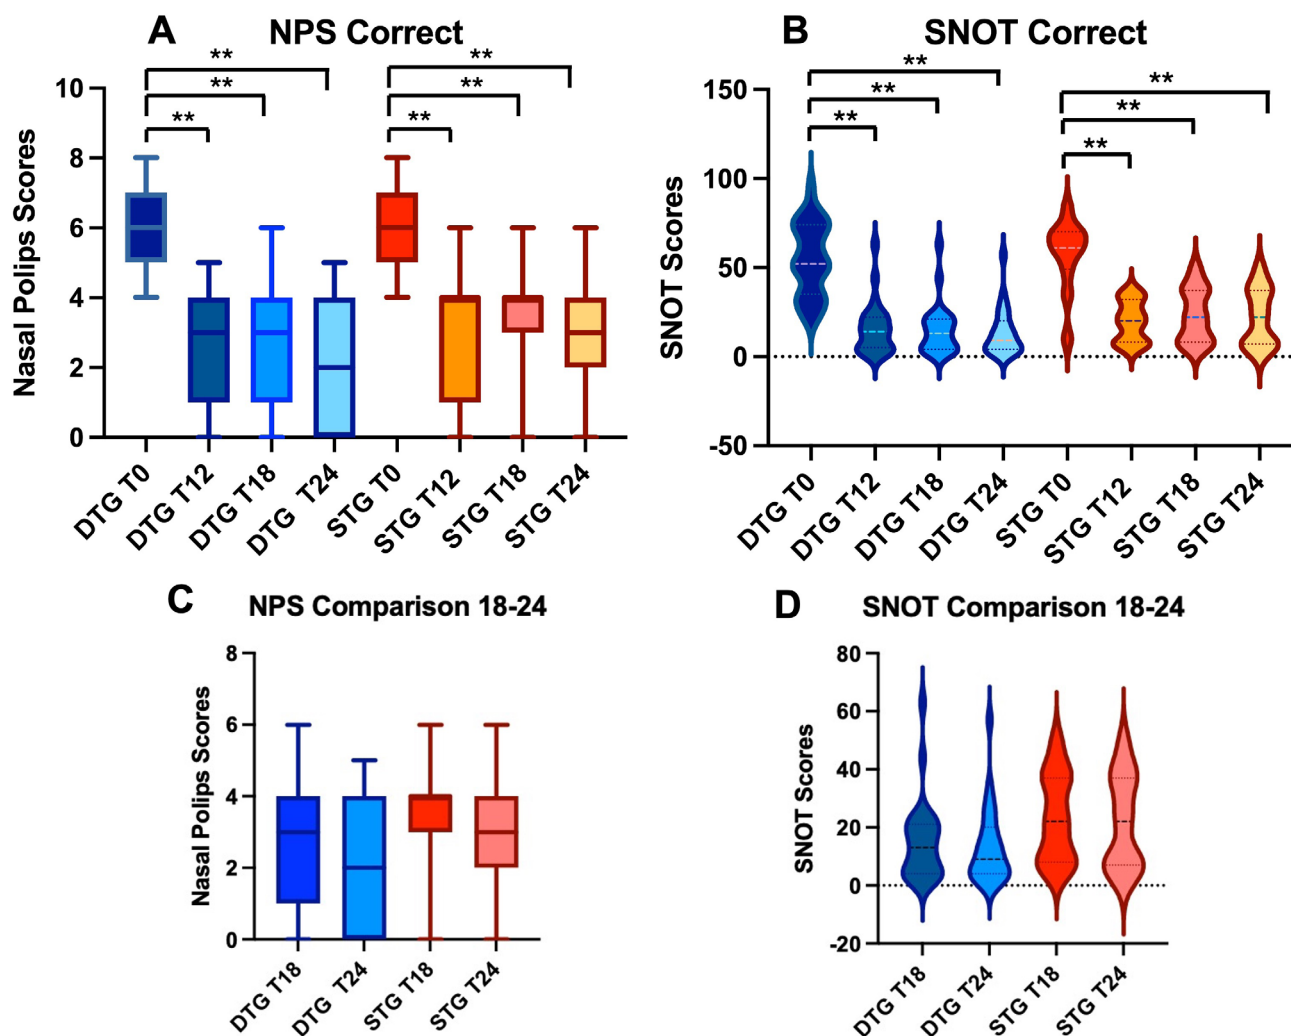 A NPS Correct
** 
**
**
**
**
**
Nasal Polips Scores
10
8
6
4
2
0
DTG T0
DTG T12
DTG T18
DTG T24
STG T0
STG T12
STG T18
STG T24
B SNOT Correct
**
**
**
**
**
**
SNOT Scores
150
100
50
0
-50
DTG T0
DTG T12
DTG T18
DTG T24
STG T0
STG T12
STG T18
STG T24
C NPS Comparison 18-24
Nasal Polips Scores
8
6
4
2
0
DTG T18
DTG T24
STG T18
STG T24
D SNOT Comparison 18-24
SNOT Scores
80
60
40
20
0
-20
DTG T18
DTG T24
STG T18
STG T24